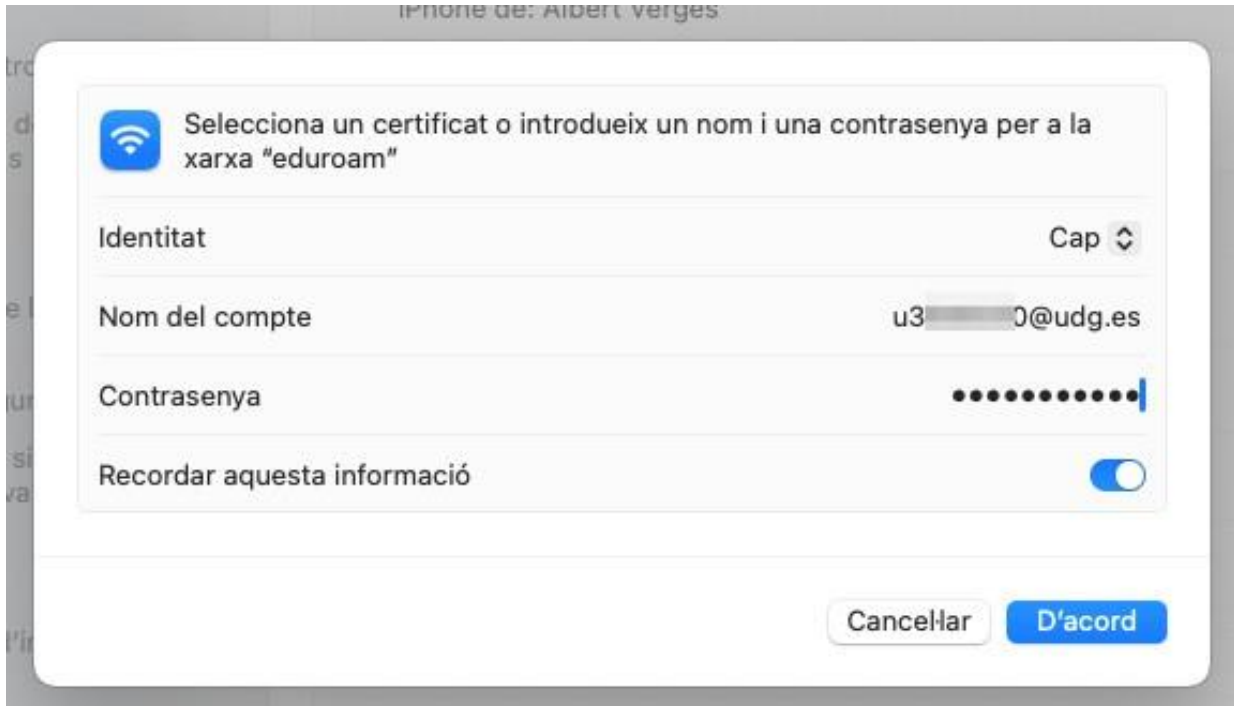 iPhone de: Albert Verges
Selecciona un certificat o introdueix un nom i una contrasenya per a la
xarxa “eduroam”
Identitat Cap
Nom del compte u3 0@udg.es
Contrasenya •••••••••••
Recordar aquesta informació
Cancel·lar D’acord